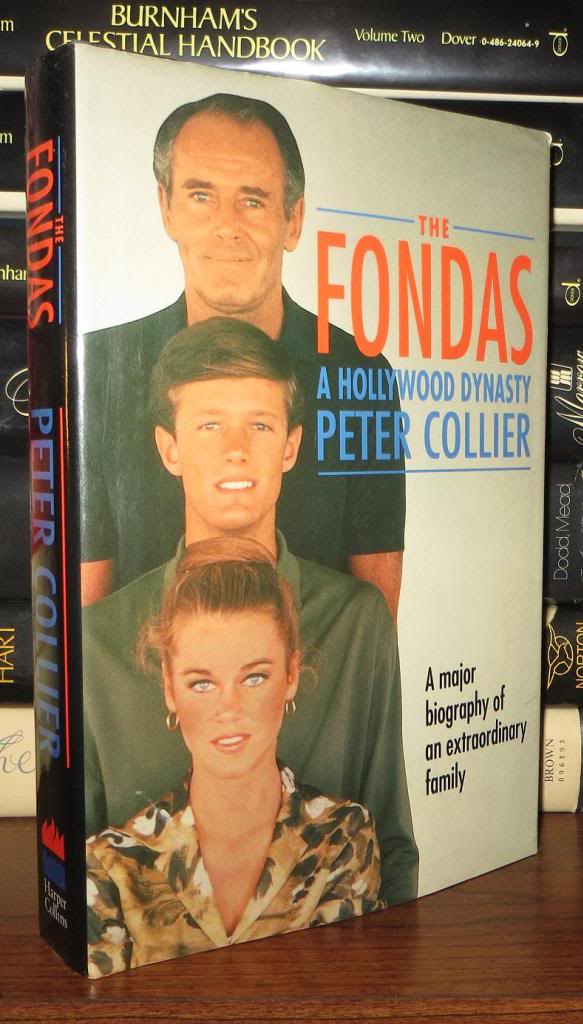 BURNHAM'S
CELESTIAL HANDBOOK
Volume Two
Dover
0-486-24064-9
THE
FONDAS
A HOLLYWOOD DYNASTY
PETER COLLIER
A major
biography of
an extraordinary
family
THE
FONDAS
PETER COLLIER
Harper
Collins
HART
Dodd, Mead
NORTON
BROWN
096393